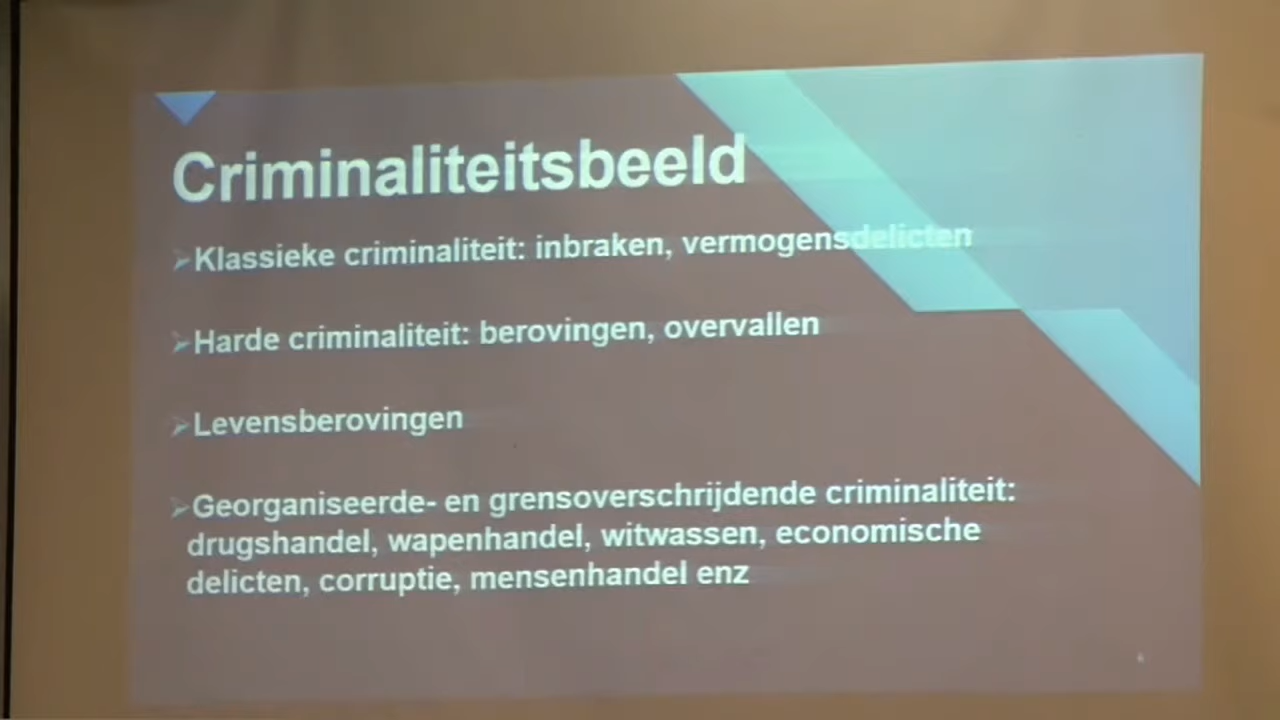 Criminaliteitsbeeld
➢Klassieke criminaliteit: inbraken, vermogensdelicten
➢Harde criminaliteit: berovingen, overvallen
➢Levensberovingen
➢Georganiseerde- en grensoverschrijdende criminaliteit:
drugshandel, wapenhandel, witwassen, economische
delicten, corruptie, mensenhandel enz